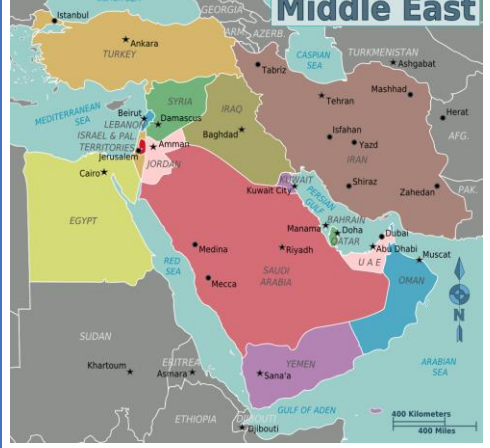 Middle East
Istanbul
GEORGIA
ARM.
AZERB.
CASPIAN
SEA
TURKMENISTAN
Ankara
TURKEY
Tabriz
Ashgabat
Mashhad
Tehran
Herat
AFG.
MEDITERRANEAN
SEA
SYRIA
Beirut
LEBANON
Damascus
IRAQ
Baghdad
Isfahan
Yazd
IRAN
ISRAEL & PAL.
TERRITORIES
Jerusalem
Amman
JORDAN
Cairo
KUWAIT
Kuwait City
Shiraz
Zahedan
PAK.
PERSIAN
GULF
EGYPT
BAHRAIN
Manama
Doha
QATAR
Dubai
Abu Dhabi
U A E
Muscat
Medina
Riyadh
RED
SEA
SAUDI
ARABIA
Mecca
OMAN
N
SUDAN
Khartoum
ERITREA
Asmara
YEMEN
Sana'a
ARABIAN
SEA
GULF OF ADEN
ETHIOPIA
DJIBOUTI
Djibouti
400 Kilometers
400 Miles